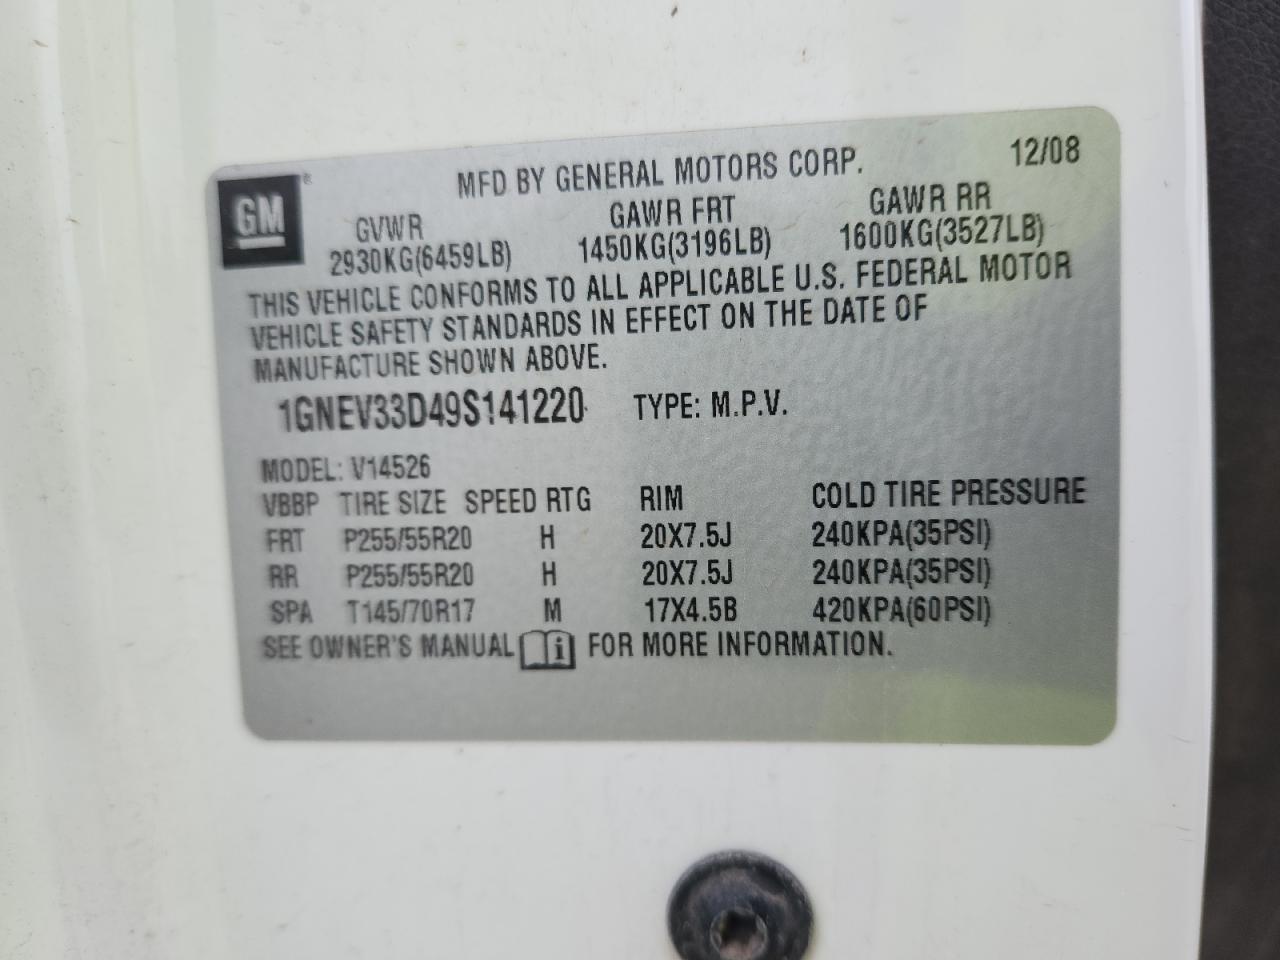 GM
MFD BY GENERAL MOTORS CORP. 12/08
GVWR GAWR FRT GAWR RR
2930KG(6459LB) 1450KG(3196LB) 1600KG(3527LB)
THIS VEHICLE CONFORMS TO ALL APPLICABLE U.S. FEDERAL MOTOR
VEHICLE SAFETY STANDARDS IN EFFECT ON THE DATE OF
MANUFACTURE SHOWN ABOVE.
1GNEV33D49S141220 TYPE: M.P.V.
MODEL: V14526
VBBP TIRE SIZE SPEED RTG RIM COLD TIRE PRESSURE
FRT P255/55R20 H 20X7.5J 240KPA(35PSI)
RR P255/55R20 H 20X7.5J 240KPA(35PSI)
SPA T145/70R17 M 17X4.5B 420KPA(60PSI)
SEE OWNER'S MANUAL i FOR MORE INFORMATION.